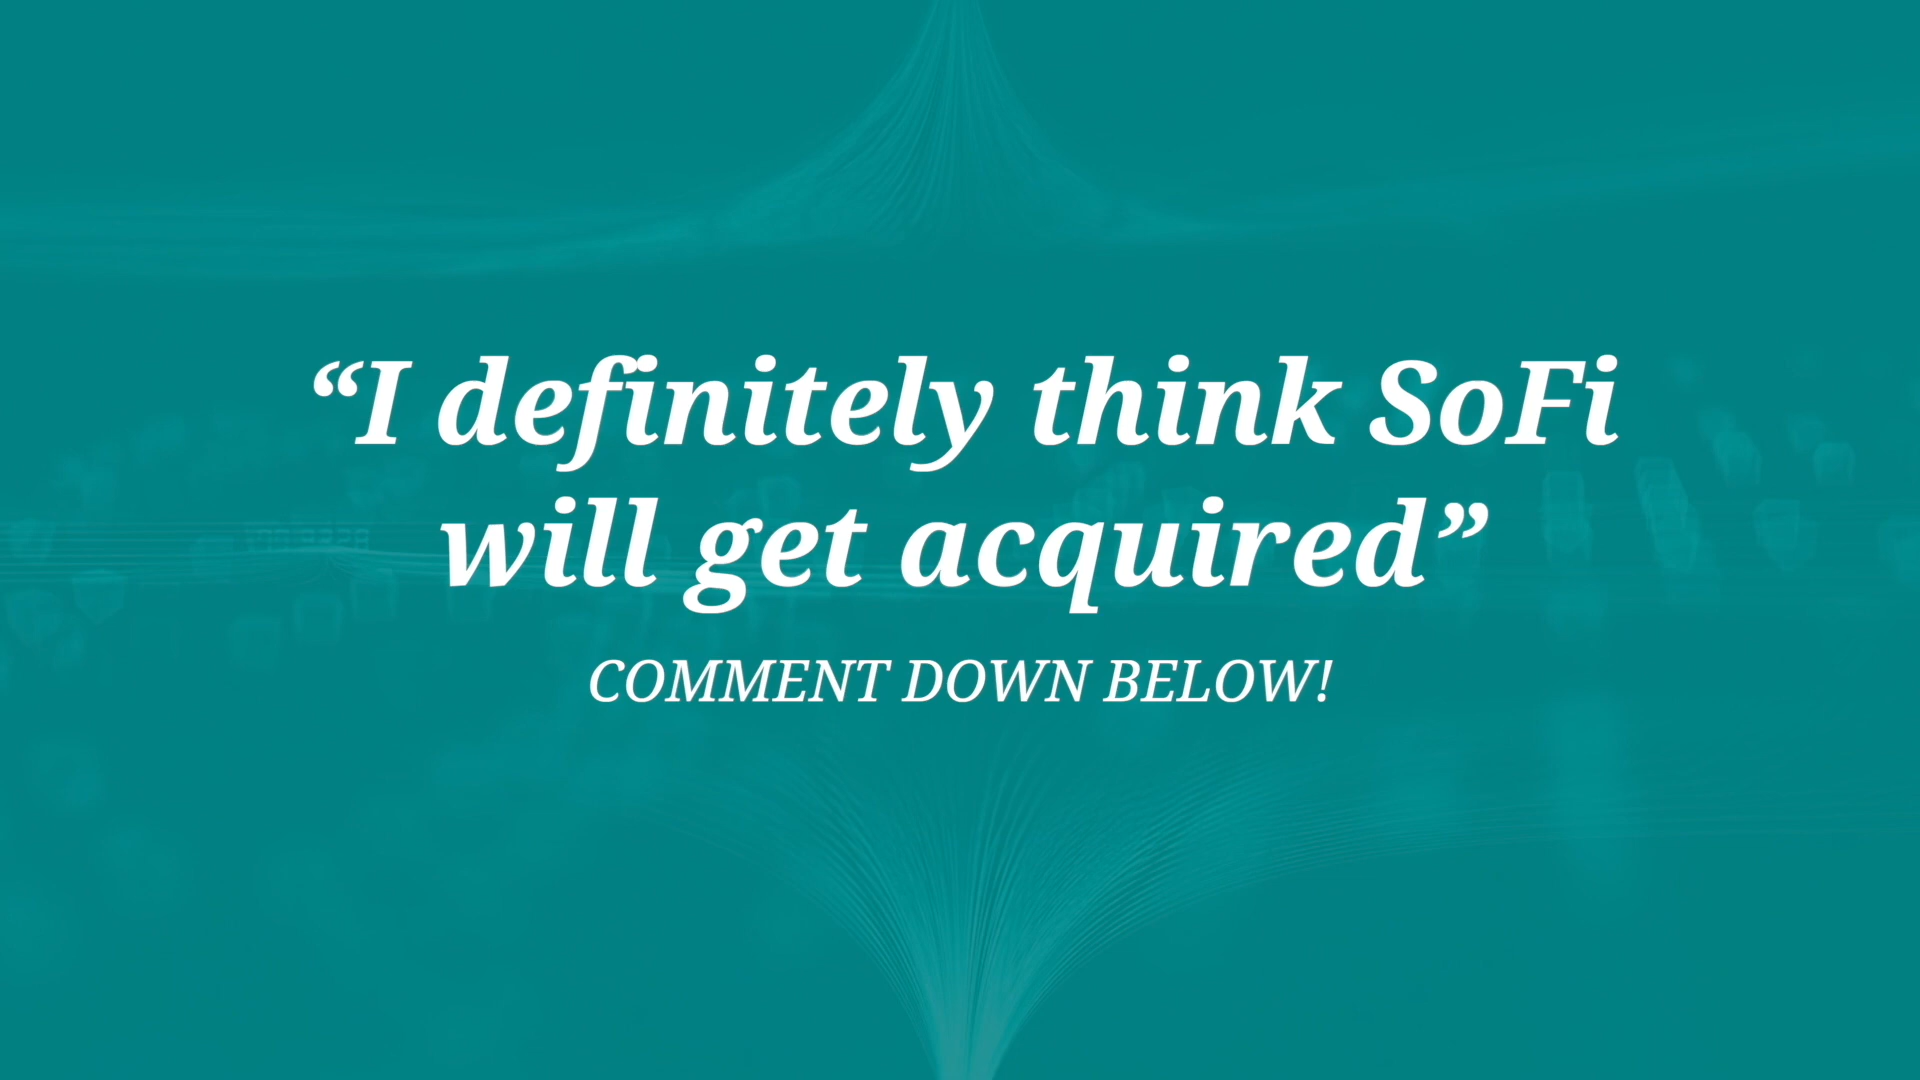 “I definitely think SoFi
will get acquired”
COMMENT DOWN BELOW!